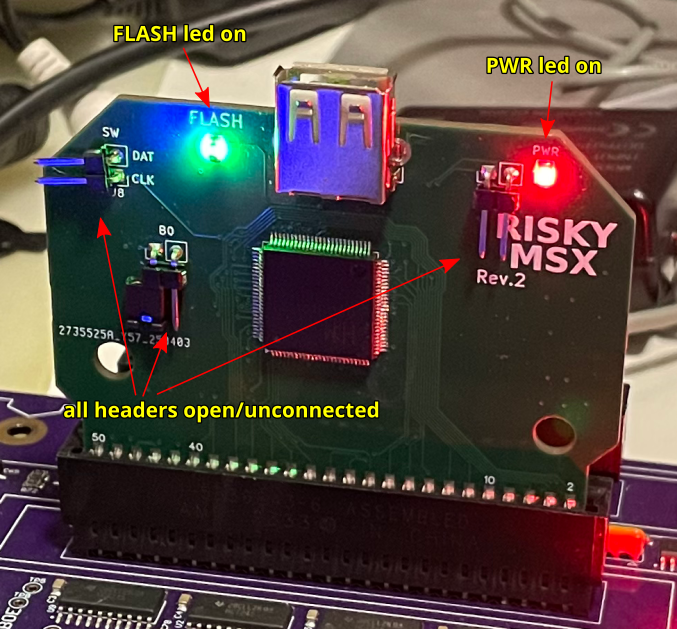 FLASH led on
PWR led on
FLASH
SW
DAT
CLK
J8
PWR
B0
RISKY
MSX
Rev.2
all headers open/unconnected
50
40
10
2
ASSEMBLED